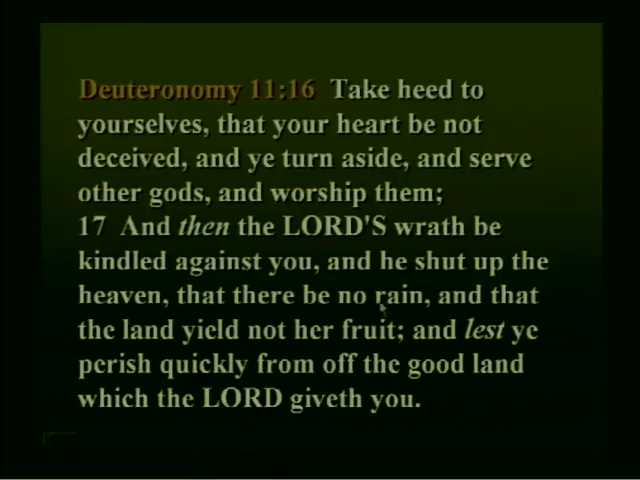 Deuteronomy 11:16 Take heed to
yourselves, that your heart be not
deceived, and ye turn aside, and serve
other gods, and worship them;
17 And then the LORD'S wrath be
kindled against you, and he shut up the
heaven, that there be no rain, and that
the land yield not her fruit; and lest ye
perish quickly from off the good land
which the LORD giveth you.